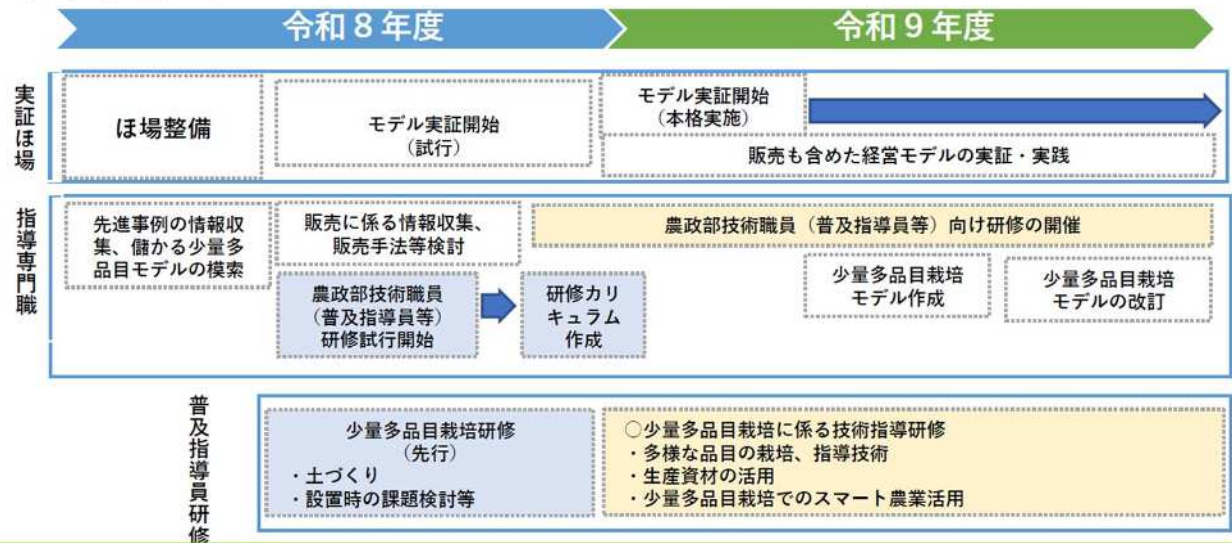 令和８年度
令和９年度
実証ほ場
ほ場整備
モデル実証開始
（試行）
モデル実証開始
（本格実施）
販売も含めた経営モデルの実証・実践
指導専門職
先進事例の情報収
集、儲かる少量多
品目モデルの模索
販売に係る情報収集、
販売手法等検討
農政部技術職員（普及指導員等）向け研修の開催
農政部技術職員
（普及指導員等）
研修試行開始
研修カリ
キュラム
作成
少量多品目栽培
モデル作成
少量多品目栽培
モデルの改訂
普及指導員研修
少量多品目栽培研修
（先行）
・土づくり
・設置時の課題検討等
○少量多品目栽培に係る技術指導研修
・多様な品目の栽培、指導技術
・生産資材の活用
・少量多品目栽培でのスマート農業活用